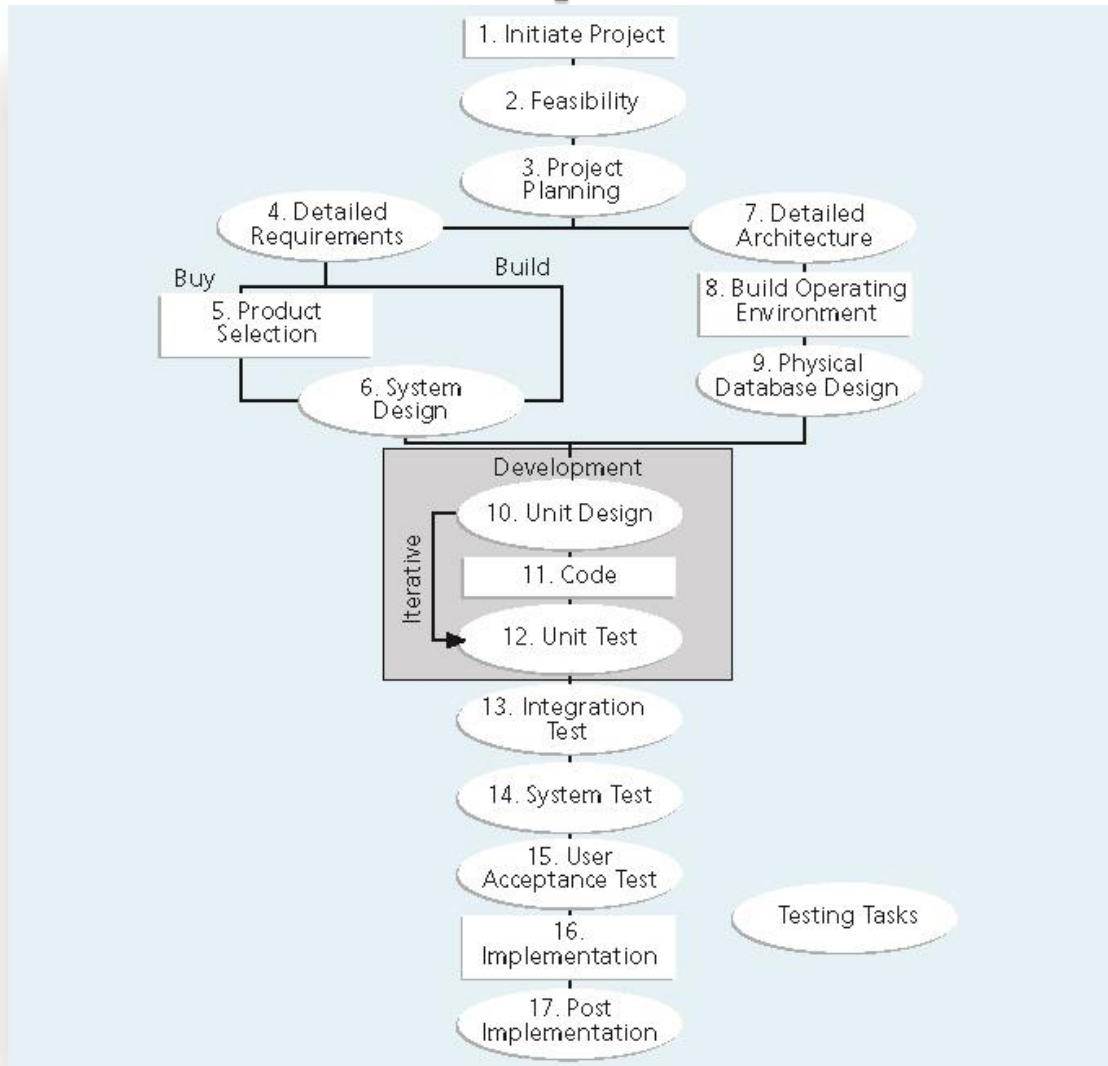 1. Initiate Project
2. Feasibility
3. Project
Planning
4. Detailed
Requirements
7. Detailed
Architecture
Buy
Build
5. Product
Selection
8. Build Operating
Environment
6. System
Design
9. Physical
Database Design
Development
Iterative
10. Unit Design
11. Code
12. Unit Test
13. Integration
Test
14. System Test
15. User
Acceptance Test
Testing Tasks
16.
Implementation
17. Post
Implementation